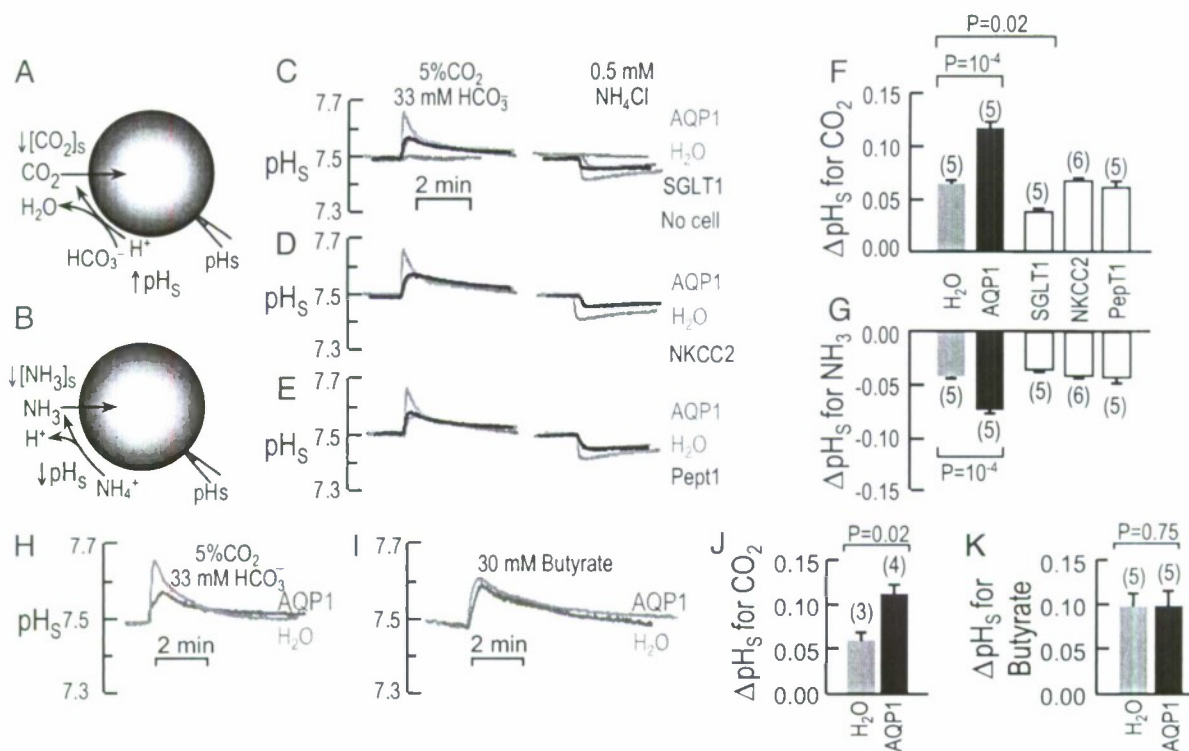 A
↓[CO₂]ₛ
CO₂
H₂O
HCO₃⁻
H⁺
↑pHₛ
pHs
B
↓[NH₃]ₛ
NH₃
H⁺
↓pHₛ
NH₄⁺
pHs
C
5%CO₂
33 mM HCO₃⁻
0.5 mM
NH₄Cl
7.7
pHₛ 7.5
7.3
2 min
AQP1
H₂O
SGLT1
No cell
D
7.7
pHₛ 7.5
7.3
AQP1
H₂O
NKCC2
E
7.7
pHₛ 7.5
7.3
AQP1
H₂O
Pept1
F
P=0.02
P=10⁻⁴
ΔpHₛ for CO₂
0.15
0.10
0.05
0.00
(5)
(5)
(5)
(6)
(5)
H₂O
AQP1
SGLT1
NKCC2
PepT1
G
ΔpHₛ for NH₃
0.00
-0.05
-0.10
-0.15
(5)
(5)
(5)
(6)
(5)
P=10⁻⁴
H
7.7
pHₛ 7.5
7.3
5%CO₂
33 mM HCO₃⁻
AQP1
H₂O
2 min
I
7.7
7.5
7.3
30 mM Butyrate
AQP1
H₂O
2 min
J
P=0.02
ΔpHₛ for CO₂
0.15
0.10
0.05
0.00
(3)
(4)
H₂O
AQP1
K
P=0.75
ΔpHₛ for
Butyrate
0.15
0.10
0.05
0.00
(5)
(5)
H₂O
AQP1